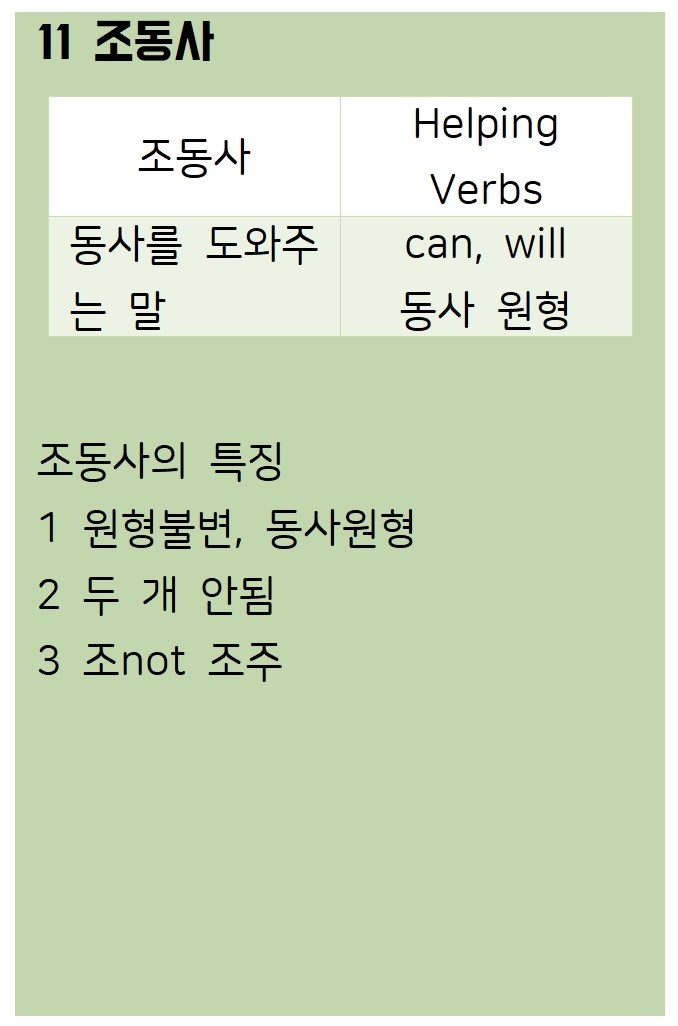 11 조동사
조동사
Helping
Verbs
동사를 도와주
는 말
can, will
동사 원형
조동사의 특징
1 원형불변, 동사원형
2 두 개 안됨
3 조not 조주